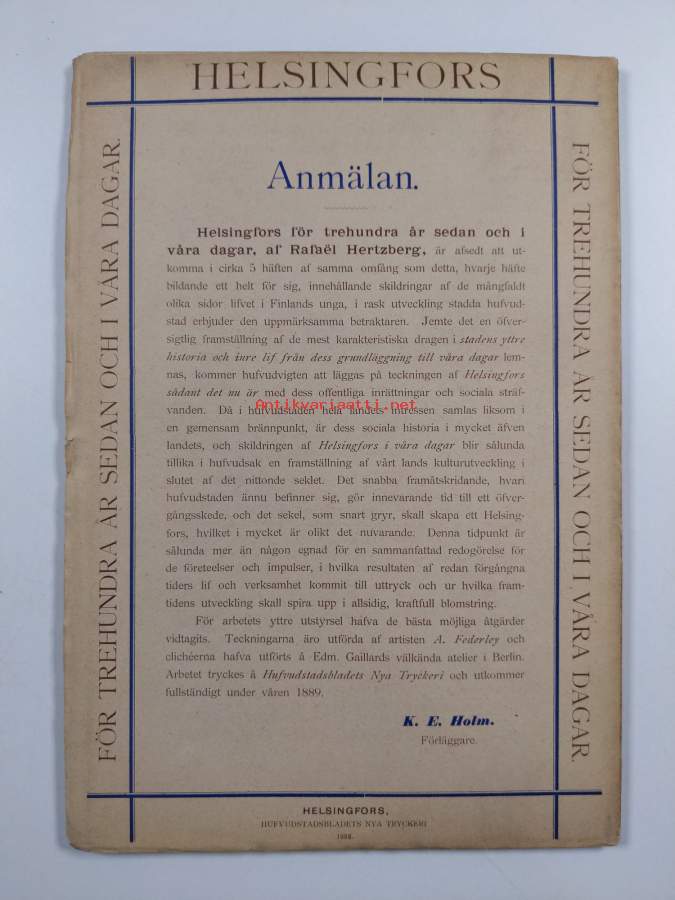 HELSINGFORS
FÖR TREHUNDRA ÅR SEDAN OCH I VÅRA DAGAR.
Anmälan.
Helsingfors för trehundra år sedan och i
våra dagar, af Rafaël Hertzberg, är afsedt att ut-
komma i cirka 5 häften af samma omfång som detta, hvarje häfte
bildande ett helt för sig, innehållande skildringar af de mångfaldt
olika sidor lifvet i Finlands unga, i rask utveckling stadda hufvud-
stad erbjuder den uppmärksamma betraktaren. Jemte det en öfver-
sigtlig framställning af de mest karakteristiska dragen i stadens yttre
historia och inre lif från dess grundläggning till våra dagar lem-
nas, kommer hufvudvigten att läggas på teckningen af Helsingfors
sådant det nu är med dess offentliga inrättningar och sociala sträf-
vanden. Då i hufvudstaden hela landets intressen samlas liksom i
Antikvariaatti.net
en gemensam brännpunkt, är dess sociala historia i mycket äfven
landets, och skildringen af Helsingfors i våra dagar blir sålunda
tillika i hufvudsak en framställning af vårt lands kulturutveckling i
slutet af det nittonde seklet. Det snabba framåtskridande, hvari
hufvudstaden ännu befinner sig, gör innevarande tid till ett öfver-
gångsskede, och det sekel, som snart gryr, skall skapa ett Helsing-
fors, hvilket i mycket är olikt det nuvarande. Denna tidpunkt är
sålunda mer än någon egnad för en sammanfattad redogörelse för
de företeelser och impulser, i hvilka resultaten af redan förgångna
tiders lif och verksamhet kommit till uttryck och ur hvilka fram-
tidens utveckling skall spira upp i allsidig, kraftfull blomstring.
För arbetets yttre utstyrsel hafva de bästa möjliga åtgärder
vidtagits. Teckningarna äro utförda af artisten A. Federley och
clichéerna hafva utförts å Edm. Gaillards välkända atelier i Berlin.
Arbetet tryckes å Hufvudstadsbladets Nya Tryckeri och utkommer
fullständigt under våren 1889.
K. E. Holm.
Förläggare.
FÖR TREHUNDRA ÅR SEDAN OCH I VÅRA DAGAR.
HELSINGFORS,
HUFVUDSTADSBLADETS NYA TRYCKERI
1888.